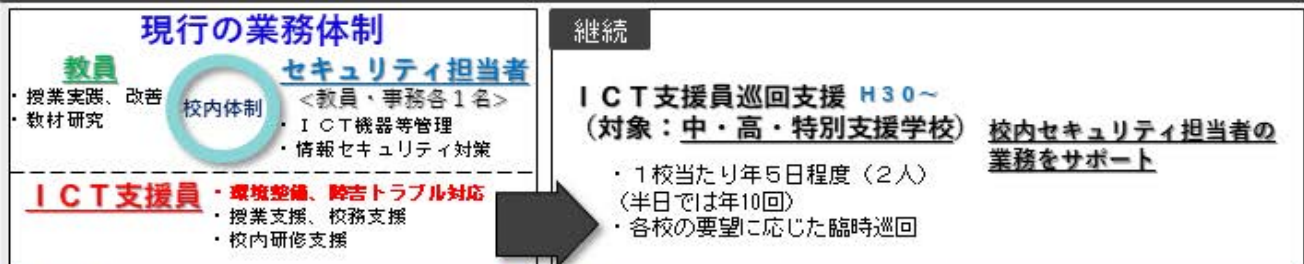 現行の業務体制
教員
・授業実践、改善
・教材研究
校内体制
セキュリティ担当者
<教員・事務各1名>
・ICT機器等管理
・情報セキュリティ対策
ICT支援員
・環境整備、障害トラブル対応
・授業支援、校務支援
・校内研修支援
継続
ICT支援員巡回支援 H30~
(対象:中・高・特別支援学校)
・1校当たり年5日程度(2人)
(半日では年10回)
・各校の要望に応じた臨時巡回
校内セキュリティ担当者の
業務をサポート